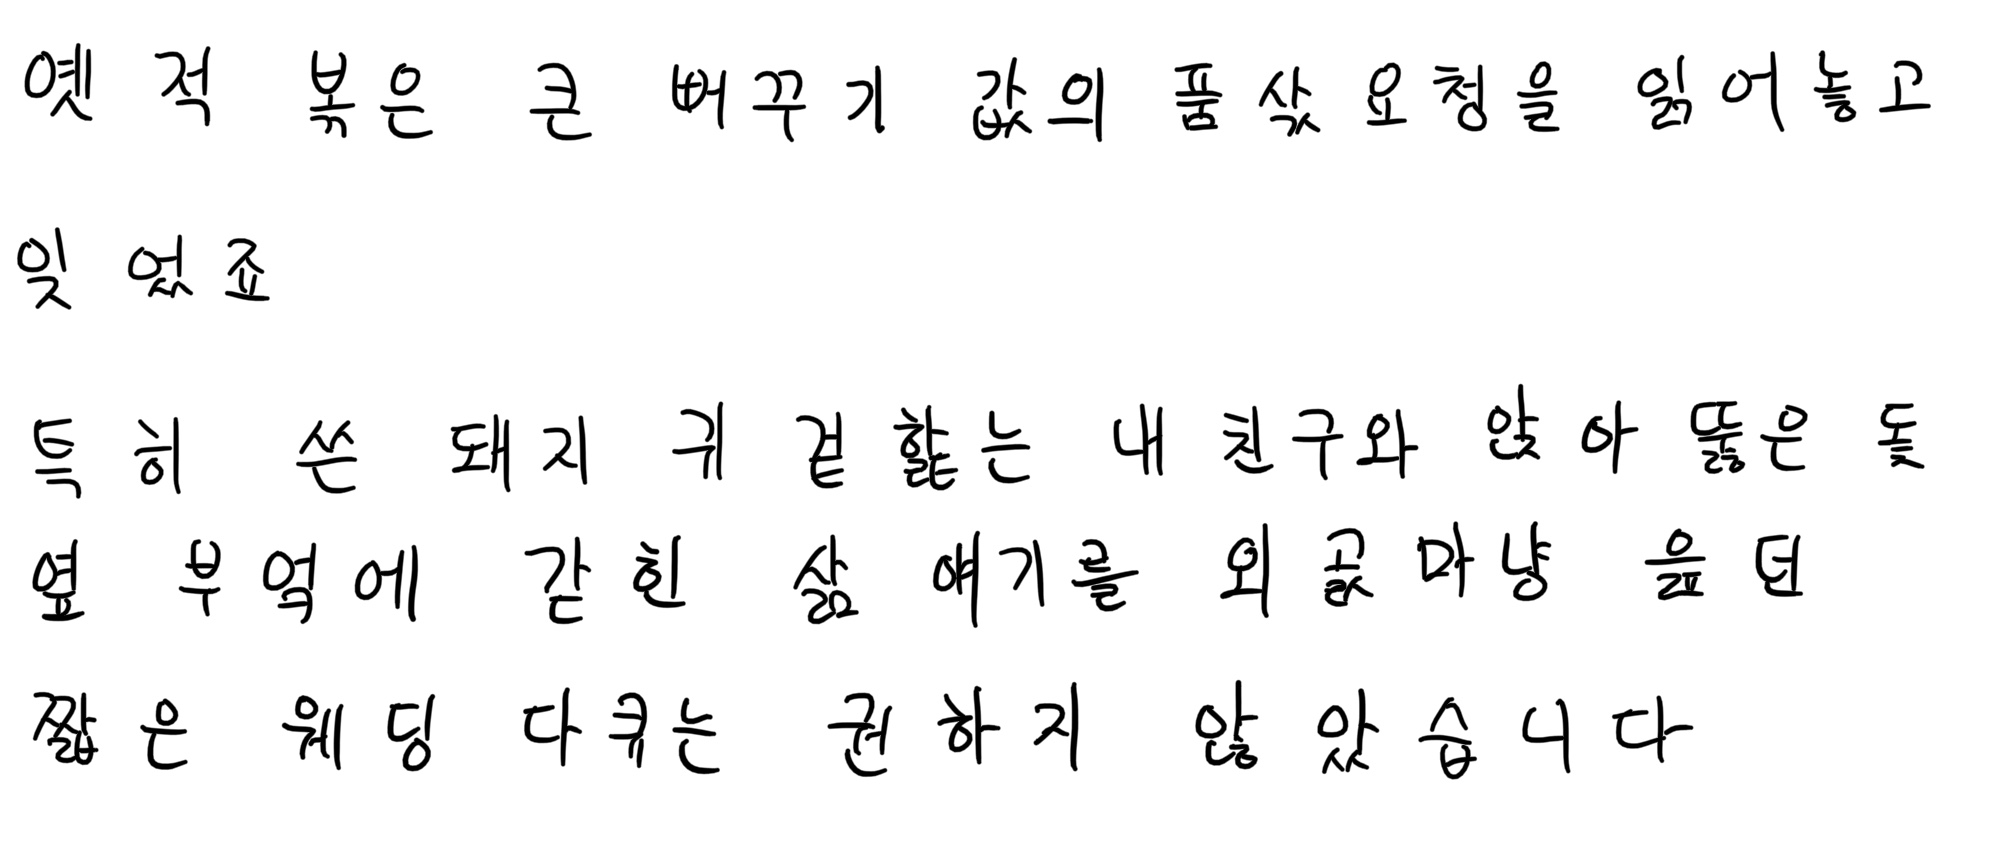 옛적 볶은 큰 뻐꾸기 값의 품삯요청을 읽어놓고
잊었죠
특히 쓴 돼지 귀 겉핥는 내 친구와 앉아 뚫은 돛
옆 부엌에 갇힌 삶 얘기를 외곬마냥 읊던
짧은 웨딩 다큐는 권하지 않았습니다